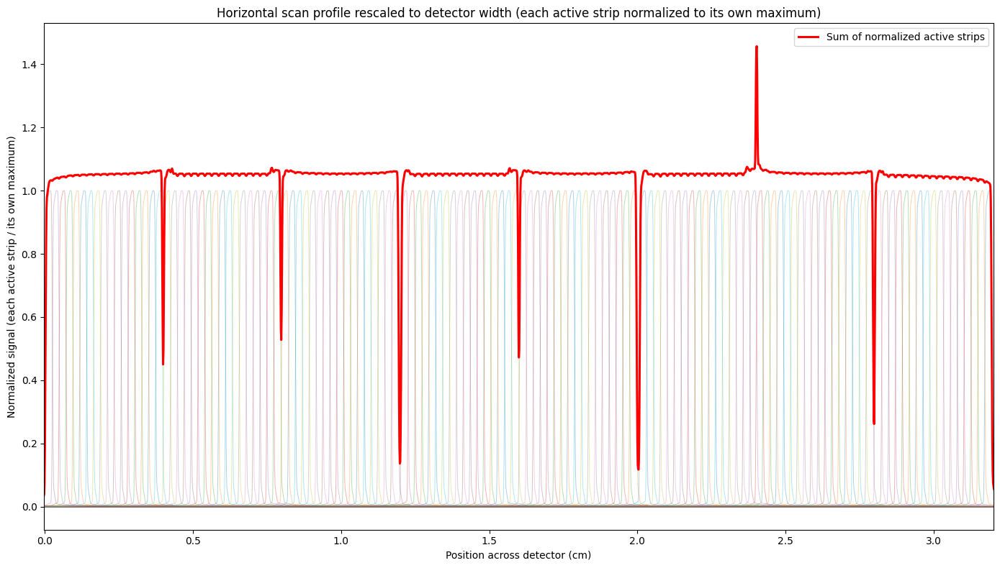 Horizontal scan profile rescaled to detector width (each active strip normalized to its own maximum)
Sum of normalized active strips
Normalized signal (each active strip / its own maximum)
1.4
1.2
1.0
0.8
0.6
0.4
0.2
0.0
0.0 0.5 1.0 1.5 2.0 2.5 3.0
Position across detector (cm)